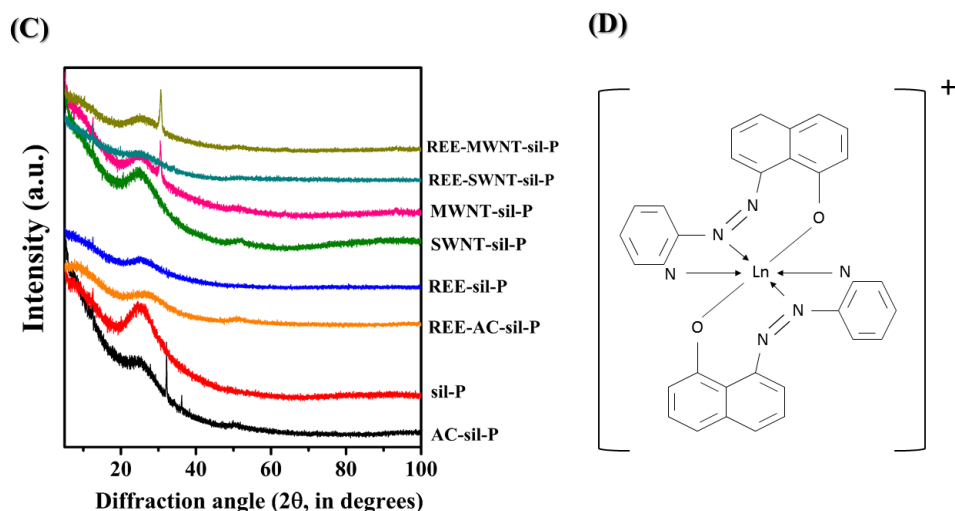 (C)
Intensity (a.u.)
REE-MWNT-sil-P
REE-SWNT-sil-P
MWNT-sil-P
SWNT-sil-P
REE-sil-P
REE-AC-sil-P
sil-P
AC-sil-P
20 40 60 80 100
Diffraction angle (2θ, in degrees)
(D)
+
N
O
N
N Ln N
O
N
N